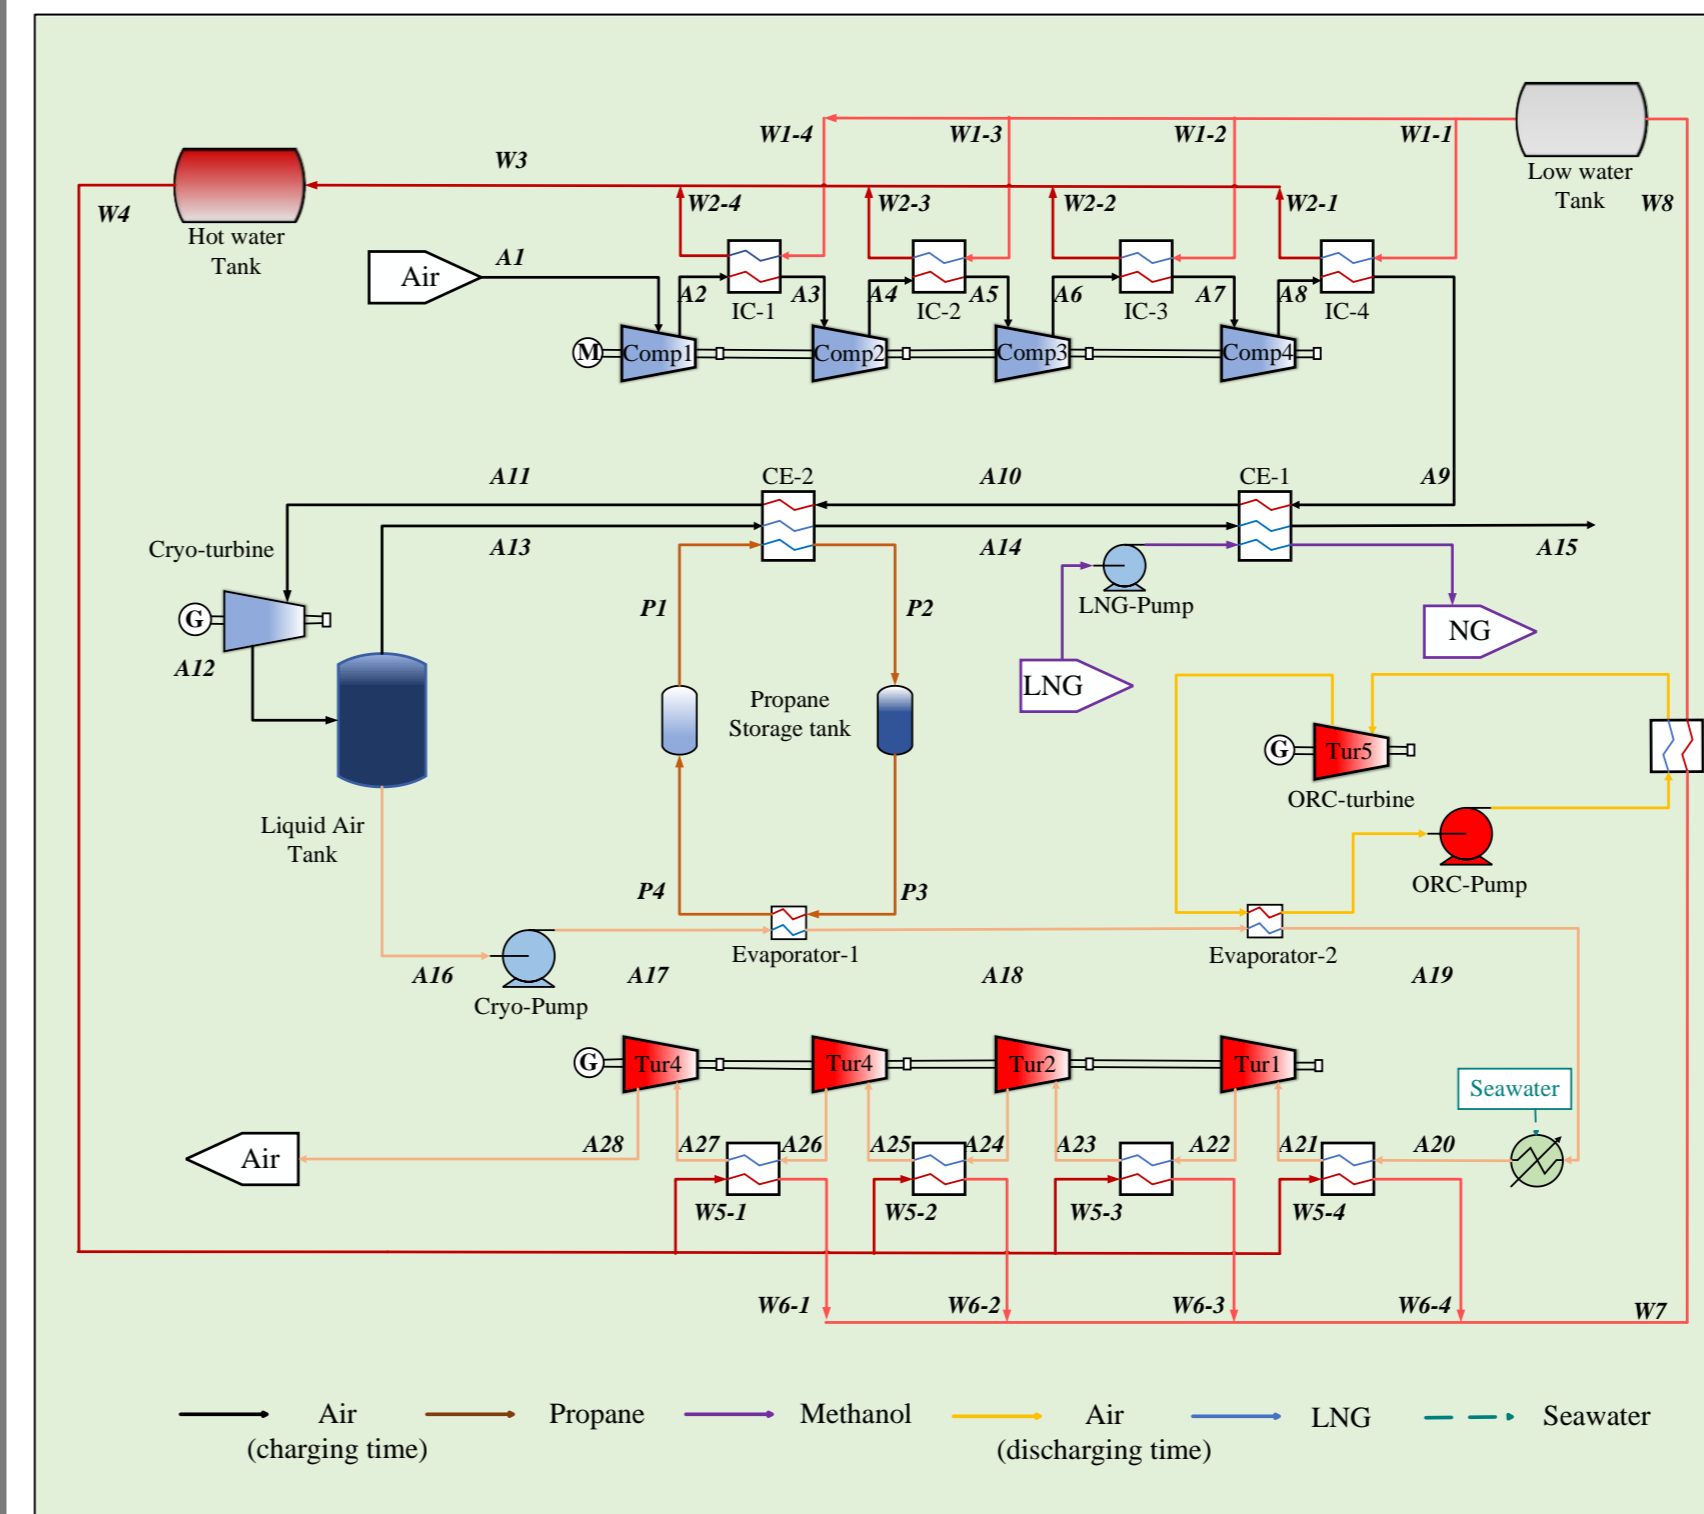 W1-4
W1-3
W1-2
W1-1
W3
Low water
Tank
W8
W4
W2-4
W2-3
W2-2
W2-1
Hot water
Tank
Air
A1
A2
A3
A4
A5
A6
A7
A8
IC-1
IC-2
IC-3
IC-4
M
Comp1
Comp2
Comp3
Comp4
A11
CE-2
A10
CE-1
A9
Cryo-turbine
A13
A14
A15
G
P1
P2
LNG-Pump
NG
A12
LNG
Propane
Storage tank
G
Tur5
ORC-turbine
Liquid Air
Tank
P4
P3
ORC-Pump
Evaporator-1
Evaporator-2
A16
A17
A18
A19
Cryo-Pump
G
Tur4
Tur4
Tur2
Tur1
Seawater
Air
A28
A27
A26
A25
A24
A23
A22
A21
A20
W5-1
W5-2
W5-3
W5-4
W6-1
W6-2
W6-3
W6-4
W7
Air
(charging time)
Propane
Methanol
Air
(discharging time)
LNG
Seawater